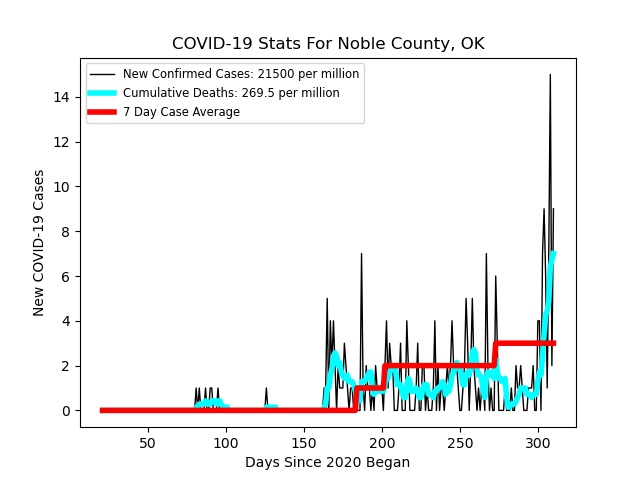 COVID-19 Stats For Noble County, OK
New Confirmed Cases: 21500 per million
Cumulative Deaths: 269.5 per million
7 Day Case Average
New COVID-19 Cases
14
12
10
8
6
4
2
0
50 100 150 200 250 300
Days Since 2020 Began